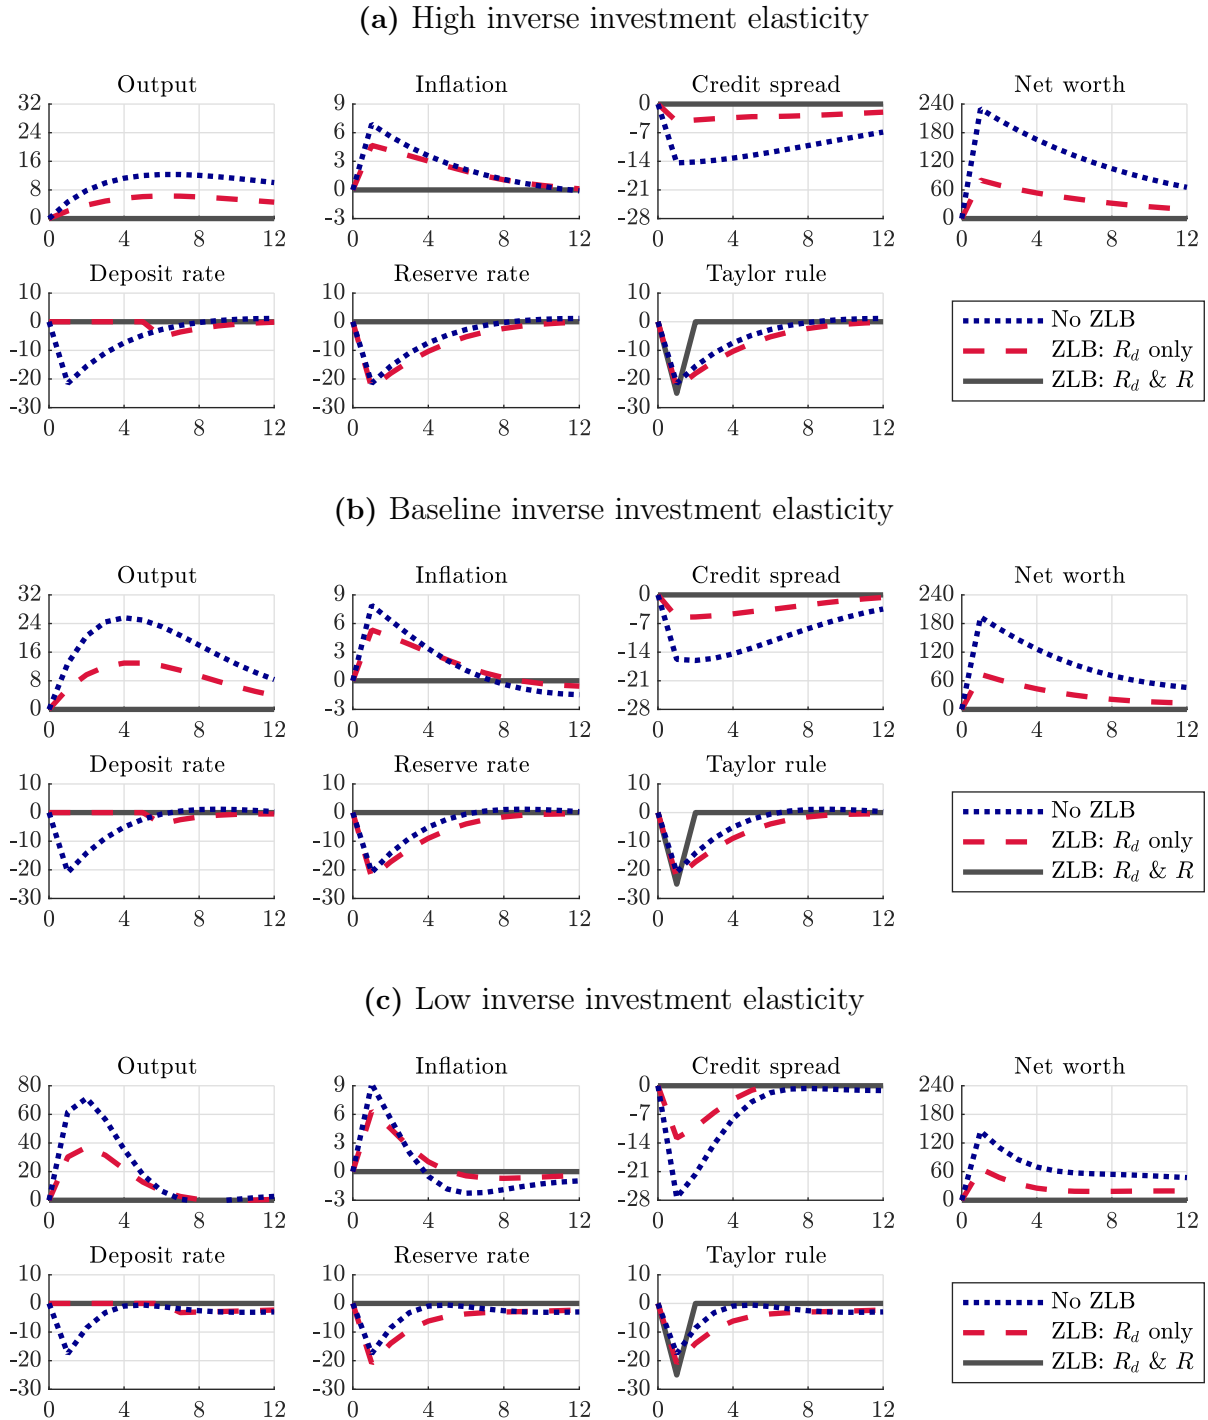 (a) High inverse investment elasticity
Output Inflation Credit spread Net worth
32 24 16 8 0
0 4 8 12
9 6 3 0 -3
0 4 8 12
0 -7 -14 -21 -28
0 4 8 12
240 180 120 60 0
0 4 8 12
Deposit rate Reserve rate Taylor rule
10 0 -10 -20 -30
0 4 8 12
10 0 -10 -20 -30
0 4 8 12
10 0 -10 -20 -30
0 4 8 12
No ZLB
ZLB: R_d only
ZLB: R_d & R
(b) Baseline inverse investment elasticity
Output Inflation Credit spread Net worth
32 24 16 8 0
0 4 8 12
9 6 3 0 -3
0 4 8 12
0 -7 -14 -21 -28
0 4 8 12
240 180 120 60 0
0 4 8 12
Deposit rate Reserve rate Taylor rule
10 0 -10 -20 -30
0 4 8 12
10 0 -10 -20 -30
0 4 8 12
10 0 -10 -20 -30
0 4 8 12
No ZLB
ZLB: R_d only
ZLB: R_d & R
(c) Low inverse investment elasticity
Output Inflation Credit spread Net worth
80 60 40 20 0
0 4 8 12
9 6 3 0 -3
0 4 8 12
0 -7 -14 -21 -28
0 4 8 12
240 180 120 60 0
0 4 8 12
Deposit rate Reserve rate Taylor rule
10 0 -10 -20 -30
0 4 8 12
10 0 -10 -20 -30
0 4 8 12
10 0 -10 -20 -30
0 4 8 12
No ZLB
ZLB: R_d only
ZLB: R_d & R